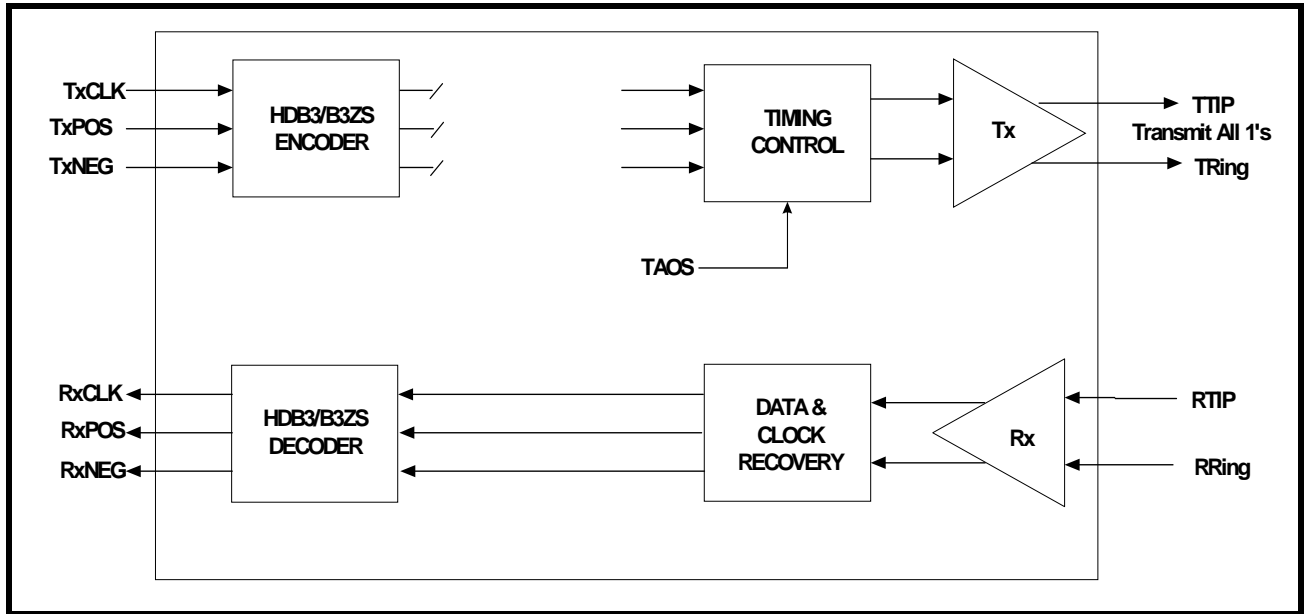 TxCLK
TxPOS
TxNEG
HDB3/B3ZS
ENCODER
TIMING
CONTROL
Tx
TTIP
Transmit All 1's
TRing
TAOS
RxCLK
RxPOS
RxNEG
HDB3/B3ZS
DECODER
DATA &
CLOCK
RECOVERY
Rx
RTIP
RRing